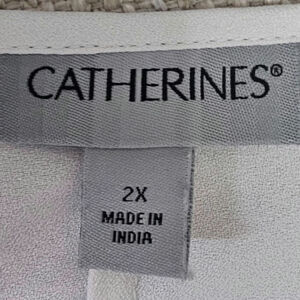 CATHERINES®
2X
MADE IN
INDIA